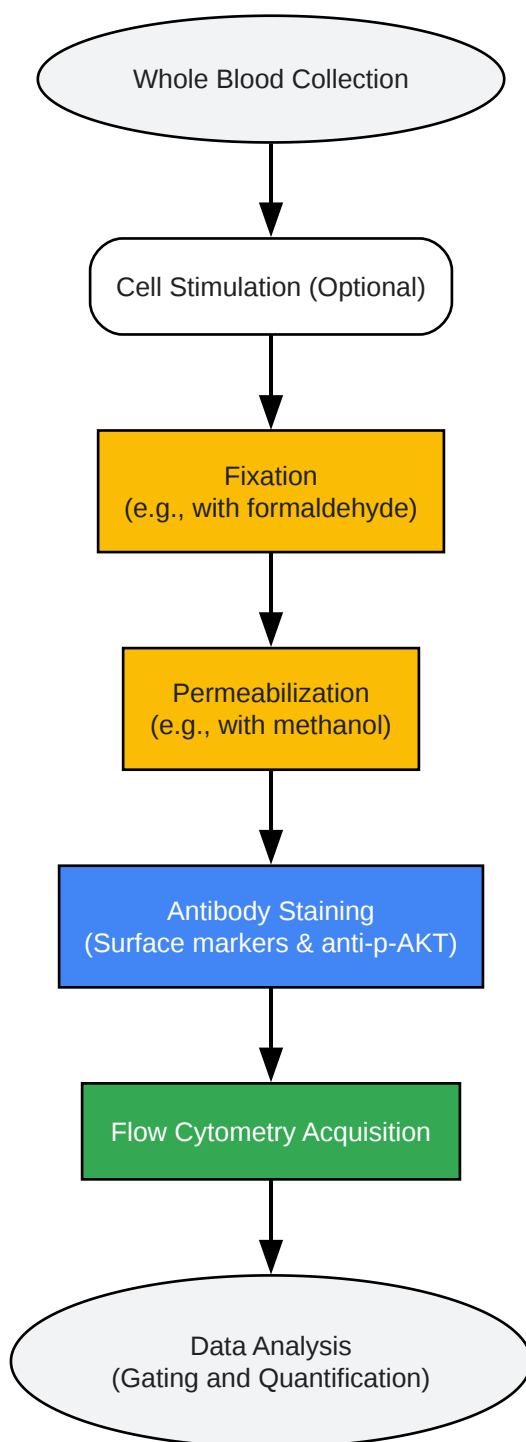 Whole Blood Collection
Cell Stimulation (Optional)
Fixation
(e.g., with formaldehyde)
Permeabilization
(e.g., with methanol)
Antibody Staining
(Surface markers & anti-p-AKT)
Flow Cytometry Acquisition
Data Analysis
(Gating and Quantification)